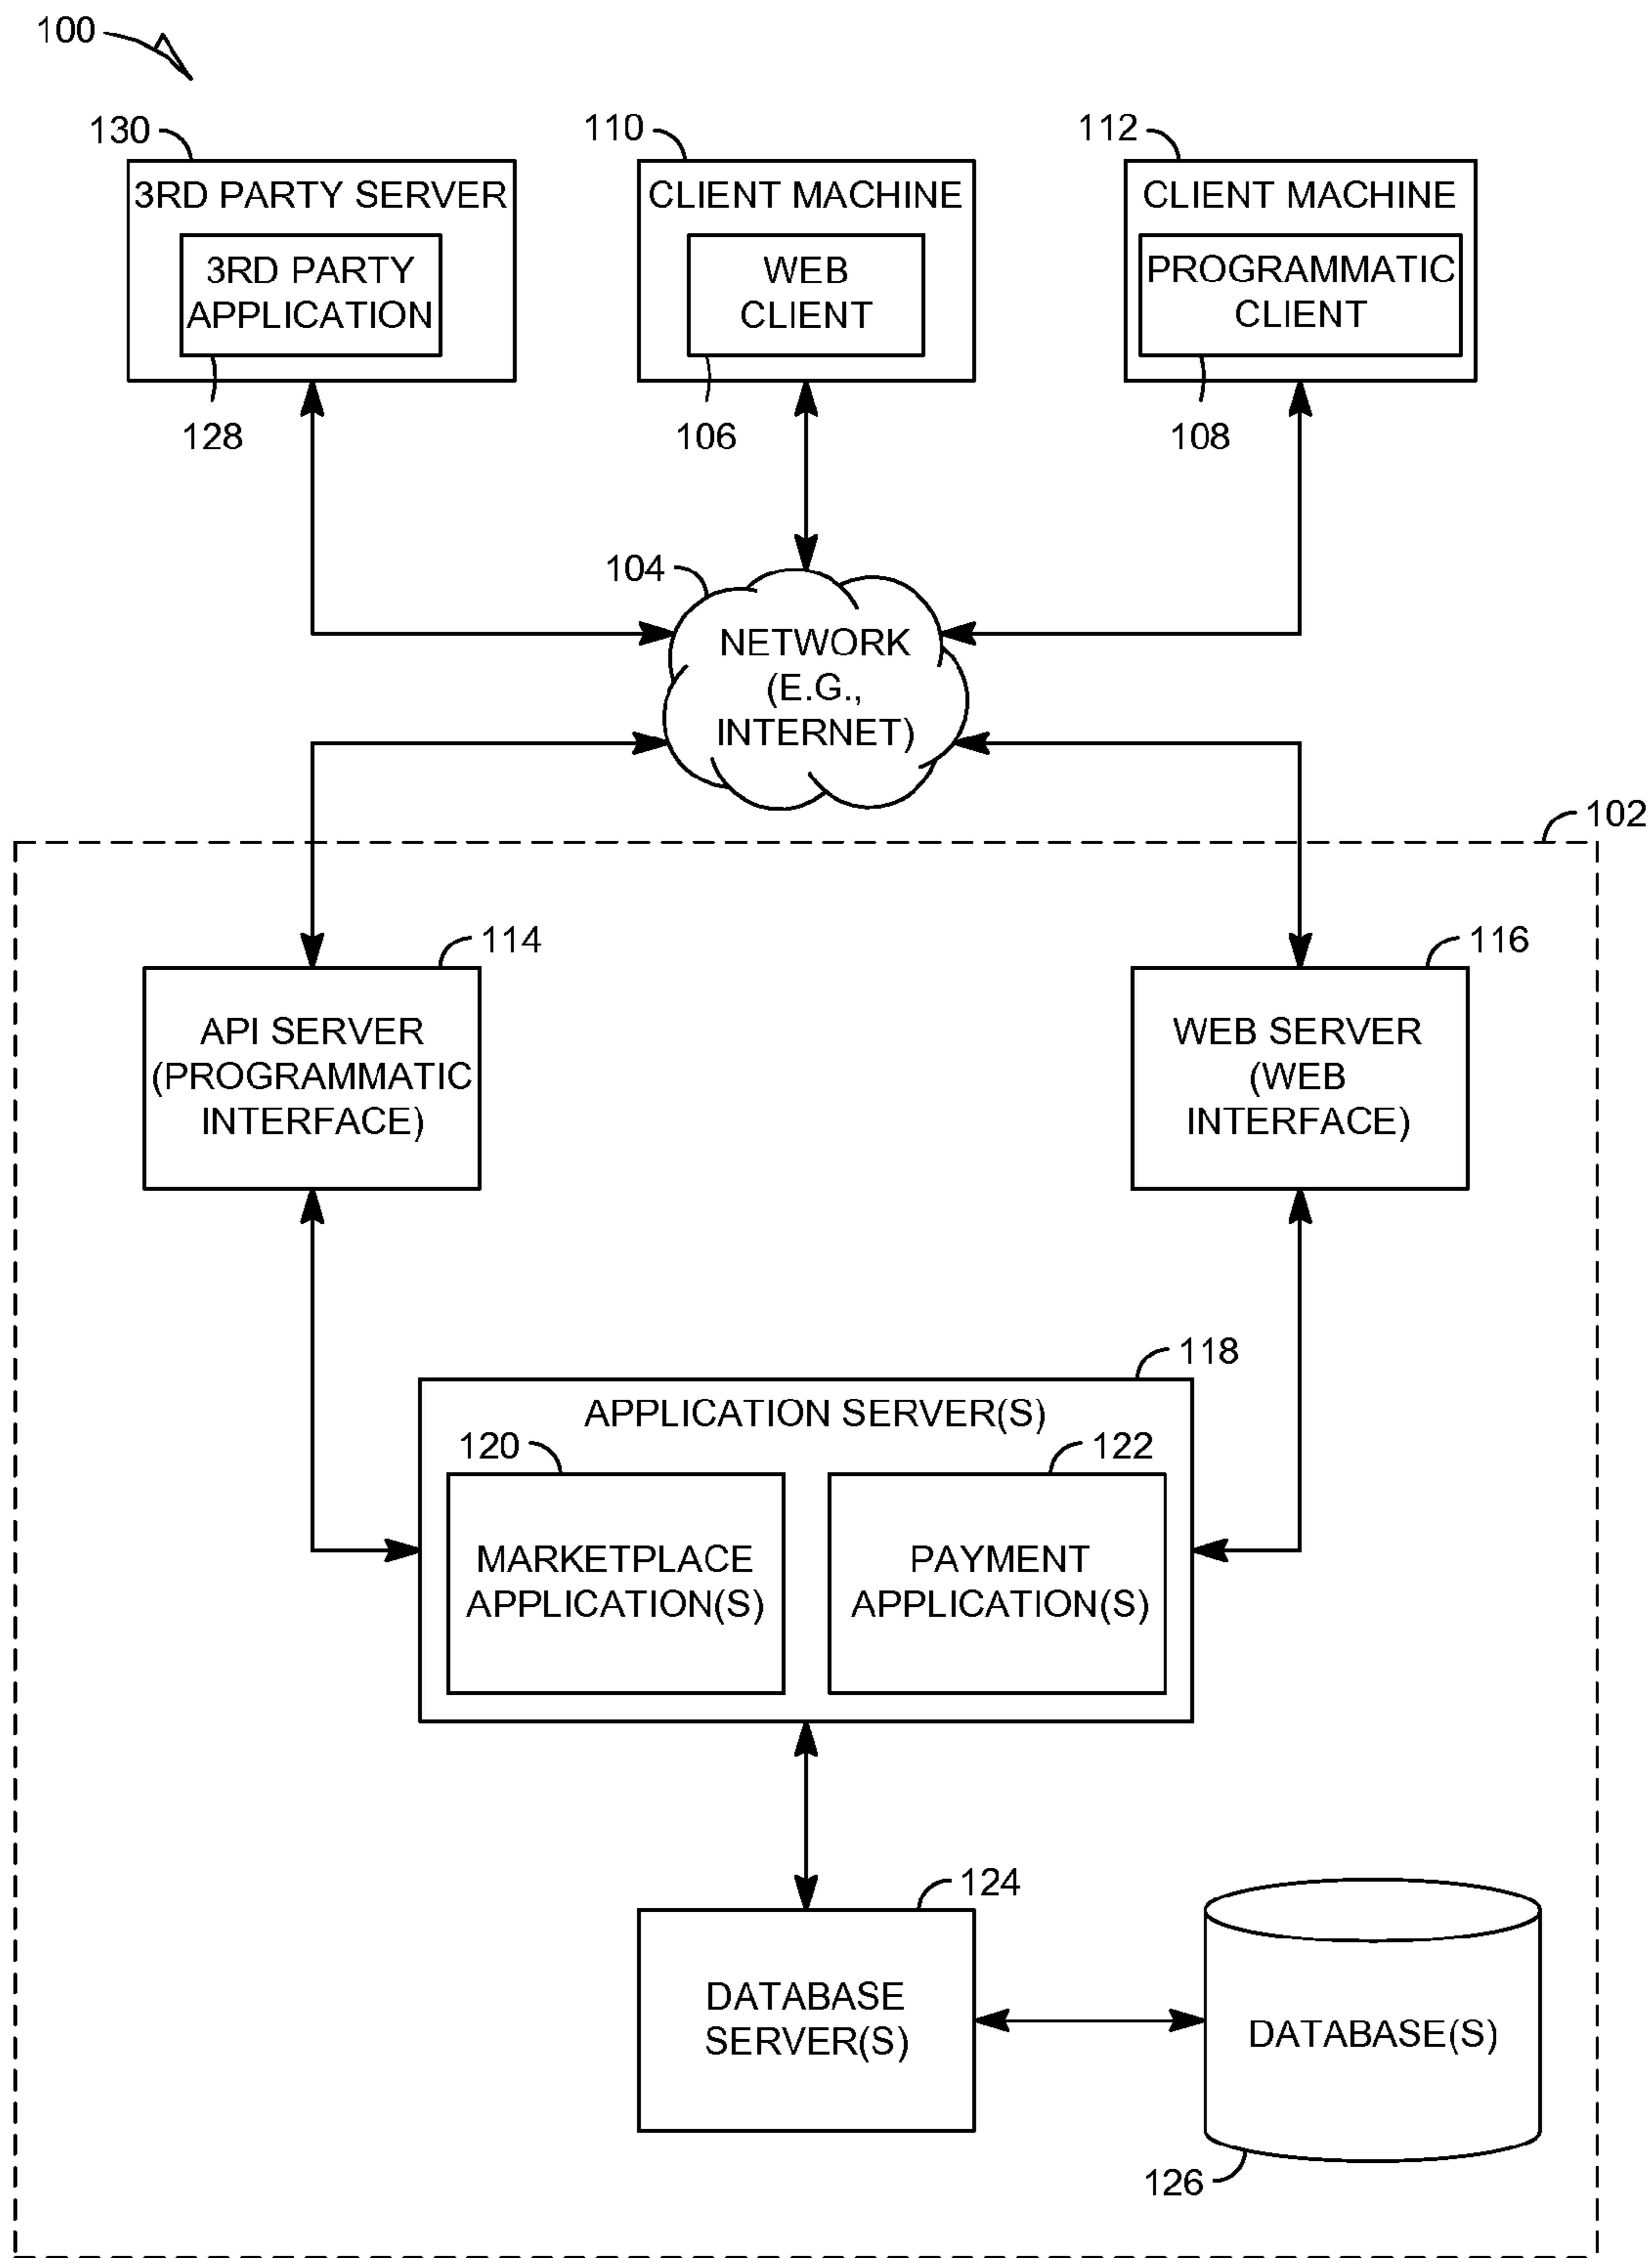 100
130
110
112
3RD PARTY SERVER
CLIENT MACHINE
CLIENT MACHINE
3RD PARTY
APPLICATION
WEB
CLIENT
PROGRAMMATIC
CLIENT
128
106
108
104
NETWORK
(E.G.,
INTERNET)
102
114
116
API SERVER
(PROGRAMMATIC
INTERFACE)
WEB SERVER
(WEB
INTERFACE)
118
APPLICATION SERVER(S)
120
122
MARKETPLACE
APPLICATION(S)
PAYMENT
APPLICATION(S)
124
DATABASE
SERVER(S)
DATABASE(S)
126